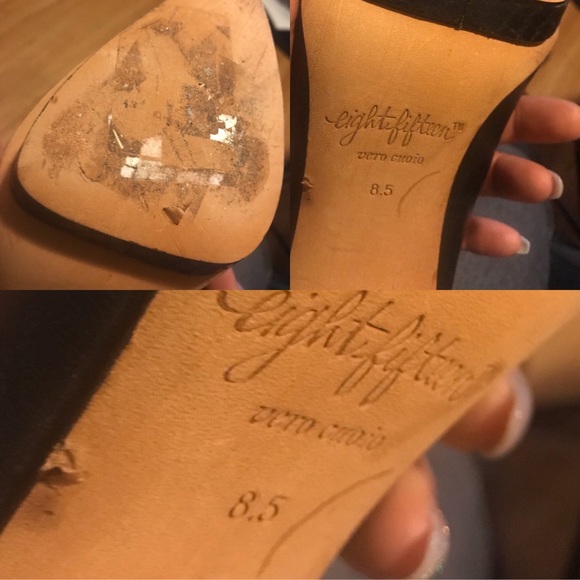 eightfifteen™
vero cuoio
8.5
eightfifteen
vero cuoio
8.5